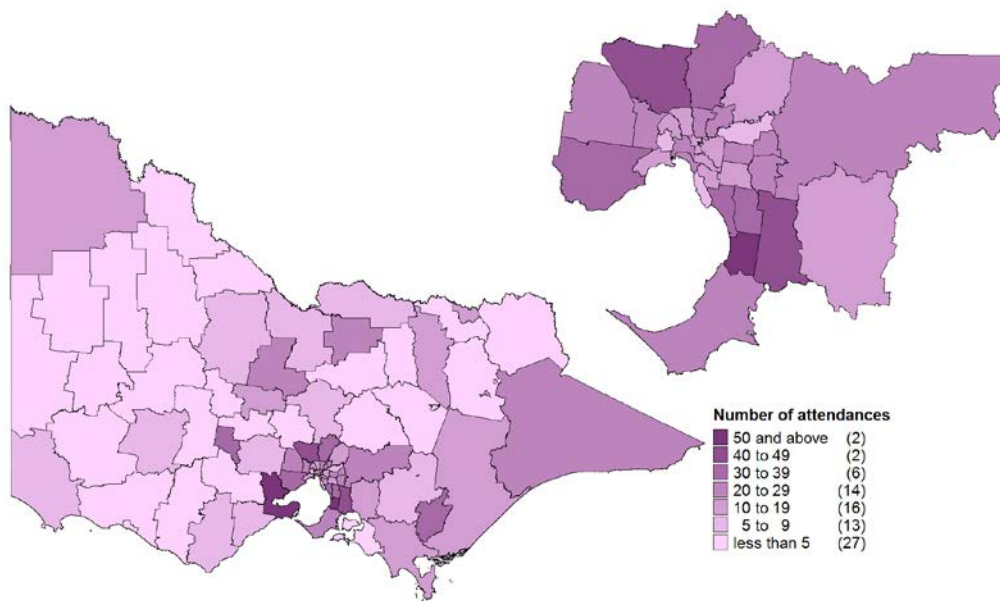 Number of attendances
50 and above (2)
40 to 49 (2)
30 to 39 (6)
20 to 29 (14)
10 to 19 (16)
5 to 9 (13)
less than 5 (27)